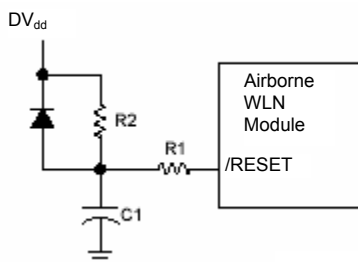 DVdd
Airborne
WLN
Module
R2
R1
/RESET
C1